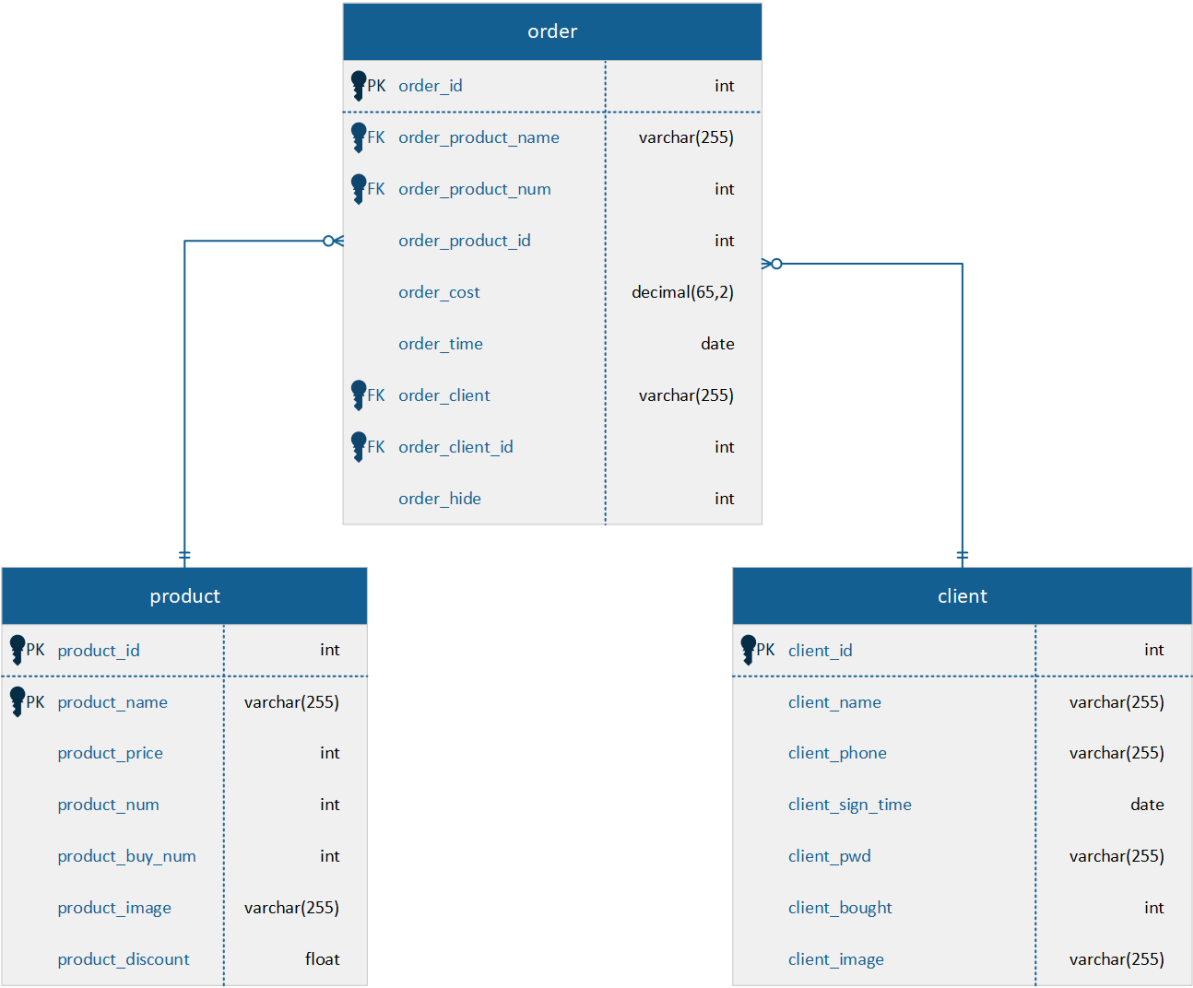 order
PK order_id int
FK order_product_name varchar(255)
FK order_product_num int
order_product_id int
order_cost decimal(65,2)
order_time date
FK order_client varchar(255)
FK order_client_id int
order_hide int
product
PK product_id int
PK product_name varchar(255)
product_price int
product_num int
product_buy_num int
product_image varchar(255)
product_discount float
client
PK client_id int
client_name varchar(255)
client_phone varchar(255)
client_sign_time date
client_pwd varchar(255)
client_bought int
client_image varchar(255)